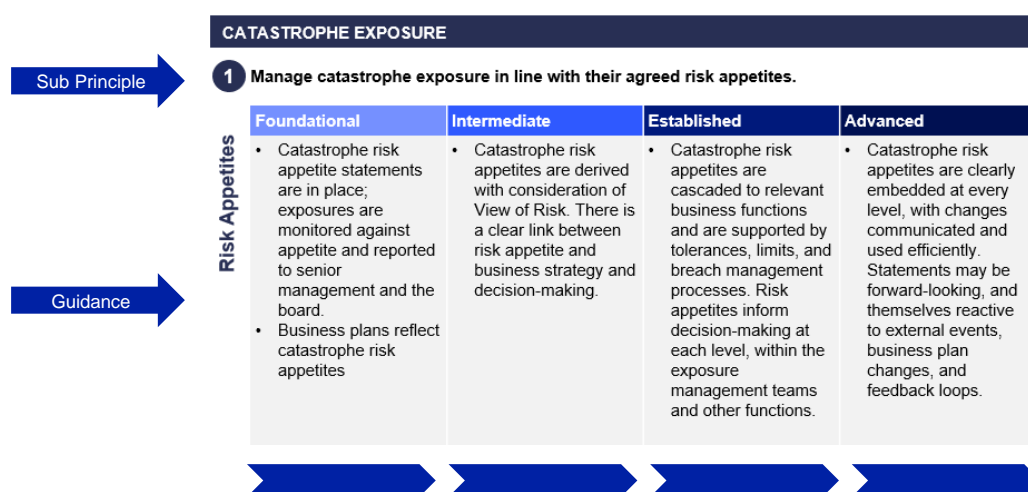 CATASTROPHE EXPOSURE
Sub Principle
1 Manage catastrophe exposure in line with their agreed risk appetites.
Risk Appetites
Foundational
• Catastrophe risk
appetite statements
are in place;
exposures are
monitored against
appetite and reported
to senior
management and the
board.
• Business plans reflect
catastrophe risk
appetites
Intermediate
• Catastrophe risk
appetites are derived
with consideration of
View of Risk. There is
a clear link between
risk appetite and
business strategy and
decision-making.
Established
• Catastrophe risk
appetites are
cascaded to relevant
business functions
and are supported by
tolerances, limits, and
breach management
processes. Risk
appetites inform
decision-making at
each level, within the
exposure
management teams
and other functions.
Advanced
• Catastrophe risk
appetites are clearly
embedded at every
level, with changes
communicated and
used efficiently.
Statements may be
forward-looking, and
themselves reactive
to external events,
business plan
changes, and
feedback loops.
Guidance